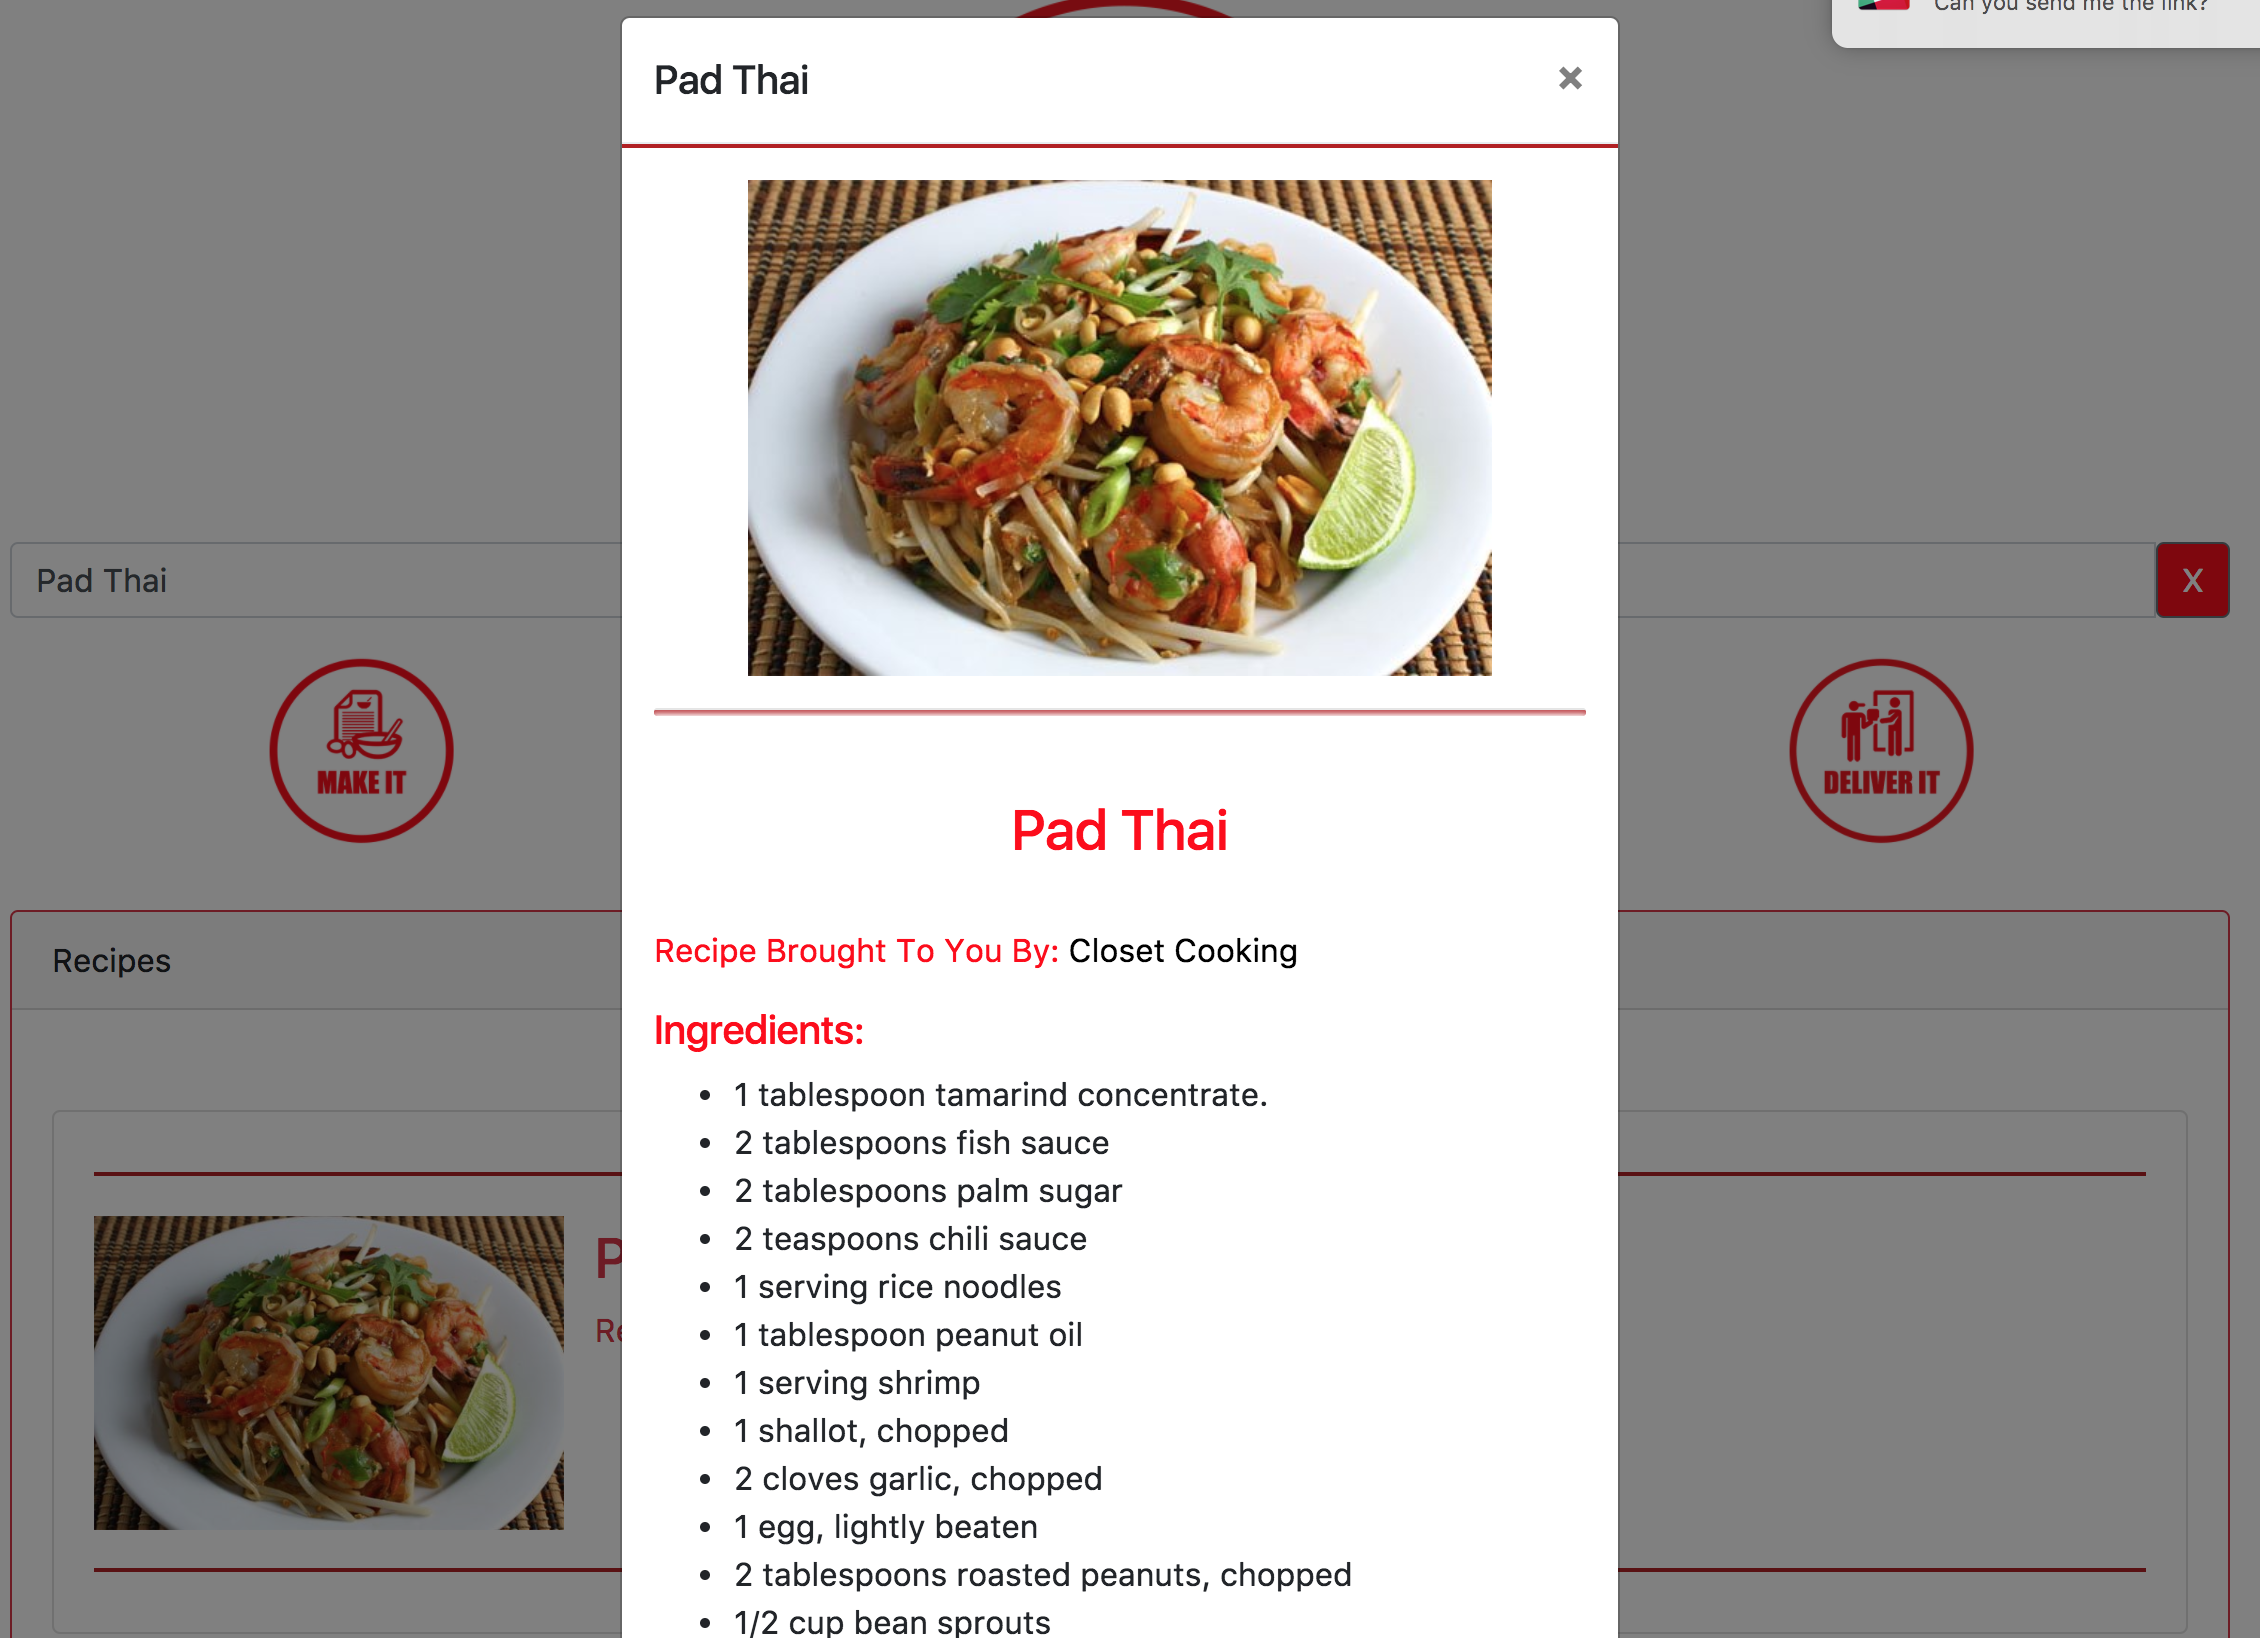 Can you send me the link?
Pad Thai
×
Pad Thai
X
MAKE IT
DELIVER IT
Recipes
Pad Thai
Recipe Brought To You By: Closet Cooking
Ingredients:
• 1 tablespoon tamarind concentrate.
• 2 tablespoons fish sauce
• 2 tablespoons palm sugar
• 2 teaspoons chili sauce
• 1 serving rice noodles
• 1 tablespoon peanut oil
• 1 serving shrimp
• 1 shallot, chopped
• 2 cloves garlic, chopped
• 1 egg, lightly beaten
• 2 tablespoons roasted peanuts, chopped
• 1/2 cup bean sprouts
P
Re